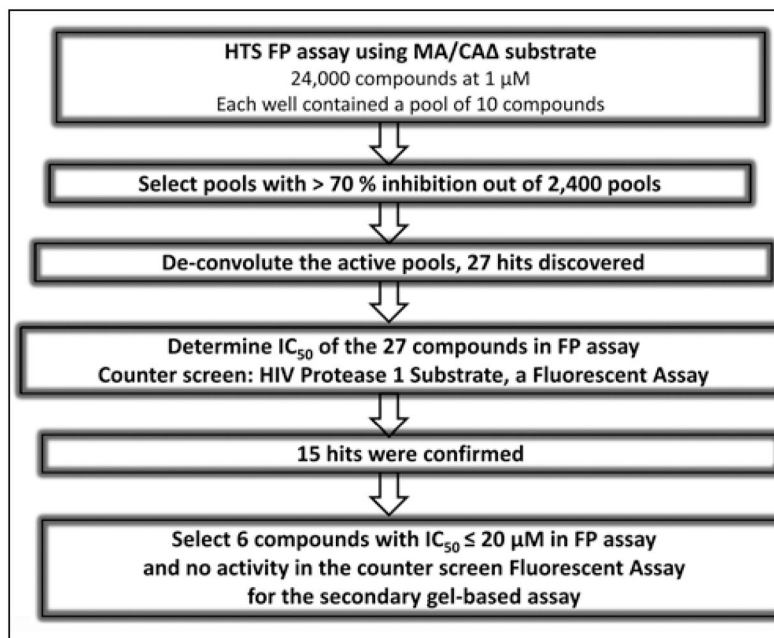 HTS FP assay using MA/CAΔ substrate
24,000 compounds at 1 µM
Each well contained a pool of 10 compounds
Select pools with > 70 % inhibition out of 2,400 pools
De-convolute the active pools, 27 hits discovered
Determine IC₅₀ of the 27 compounds in FP assay
Counter screen: HIV Protease 1 Substrate, a Fluorescent Assay
15 hits were confirmed
Select 6 compounds with IC₅₀ ≤ 20 µM in FP assay
and no activity in the counter screen Fluorescent Assay
for the secondary gel-based assay